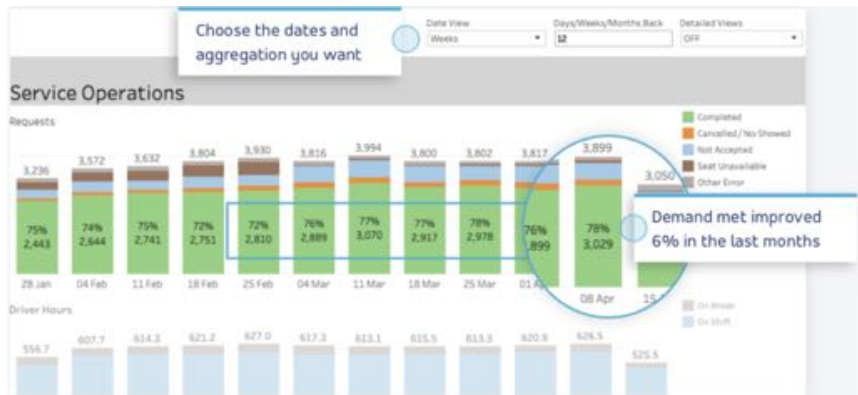 Choose the dates and
aggregation you want
Date View
Days/Weeks/Months Back
Detailed Views
Weeks
12
OFF
Service Operations
Requests
Completed
Cancelled / No-Showed
Not Accepted
Seat Unavailable
Other Error
3,236 3,572 3,632 3,804 3,930 3,816 3,994 3,800 3,802 3,817 3,899 3,050
75% 74% 75% 72% 72% 76% 77% 77% 78% 76% 78%
2,443 2,644 2,741 2,751 2,810 2,889 3,070 2,917 2,978 ,899 3,029
Demand met improved
6% in the last months
28 Jan 04 Feb 11 Feb 18 Feb 25 Feb 04 Mar 11 Mar 18 Mar 25 Mar 01 08 Apr 15
Driver Hours
On Break
On Shift
556.7 607.7 614.3 621.2 627.0 617.3 613.1 615.5 613.3 620.9 626.5 525.5